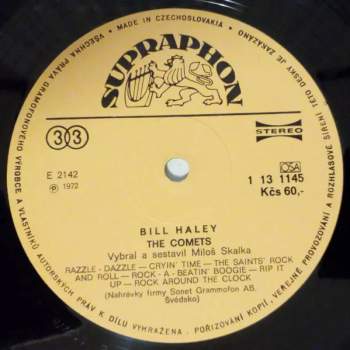 MADE IN CZECHOSLOVAKIA
VŠECHNA PRÁVA GRAMOFONOVÉHO VÝROBCE A VLASTNÍKŮ AUTORSKÝCH PRÁV K DÍLU VYHRAŽENA. POŘIZOVÁNÍ KOPIÍ, VEŘEJNÉ PROVOZOVÁNÍ A ROZHLASOVÉ ŠÍŘENÍ TÉTO DESKY JE ZAKÁZÁNO
SUPRAPHON
33
STEREO
E 2142
℗ 1972
OSA
1 13 1145
Kčs 60,-
BILL HALEY
THE COMETS
Vybral a sestavil Miloš Skalka
RAZZLE - DAZZLE — CRYIN' TIME — THE SAINTS' ROCK
AND ROLL — ROCK - A - BEATIN' BOOGIE — RIP IT
UP — ROCK AROUND THE CLOCK
(Nahrávky firmy Sonet Grammofon AB.
Švédsko)